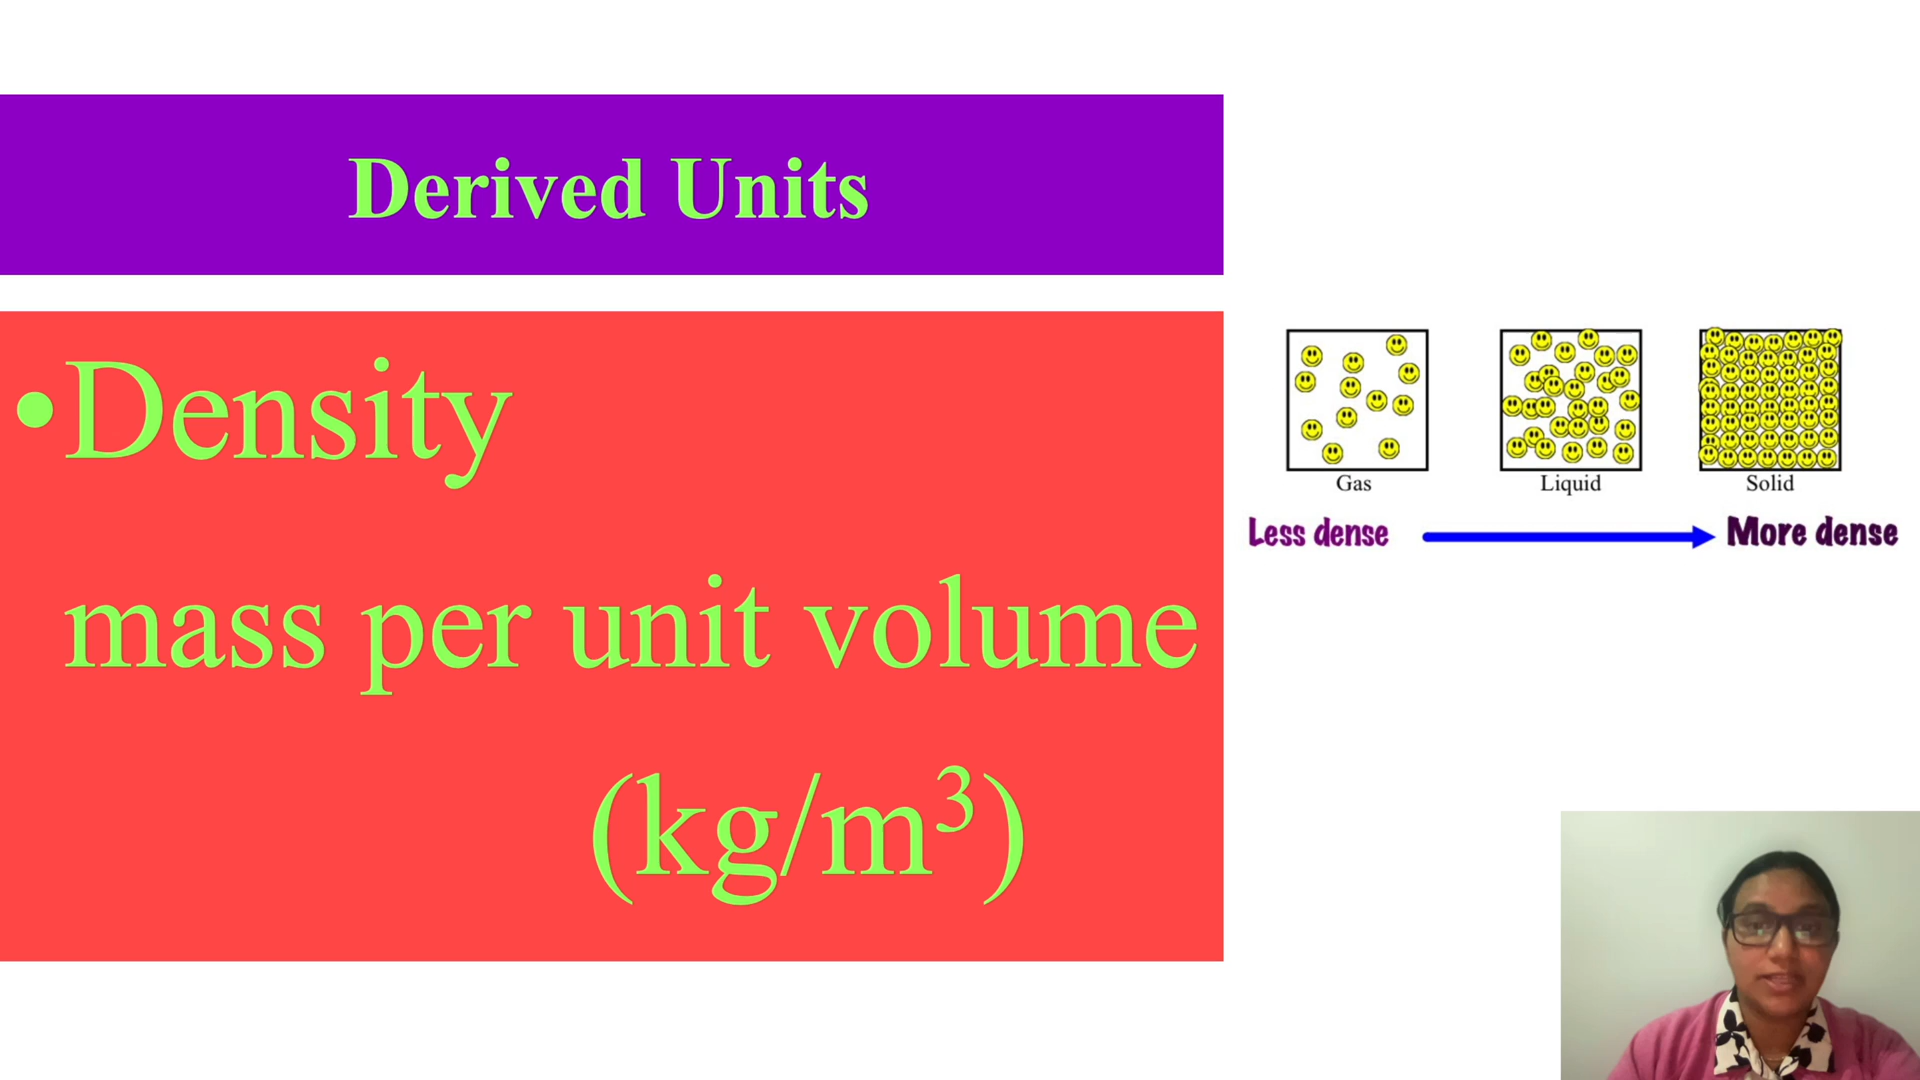 Derived Units
•Density
mass per unit volume
(kg/m³)
Gas
Liquid
Solid
Less dense
More dense